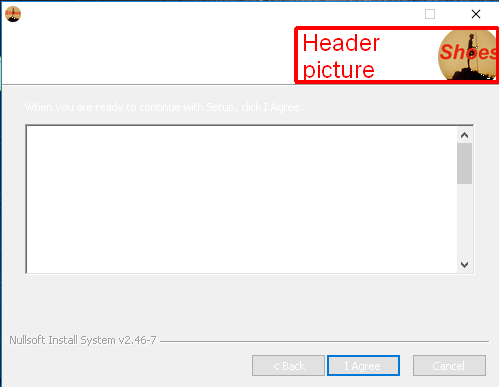 Header
picture
Shoes
When you are ready to continue with Setup, click I Agree.
Nullsoft Install System v2.46-7
< Back
I Agree
Cancel